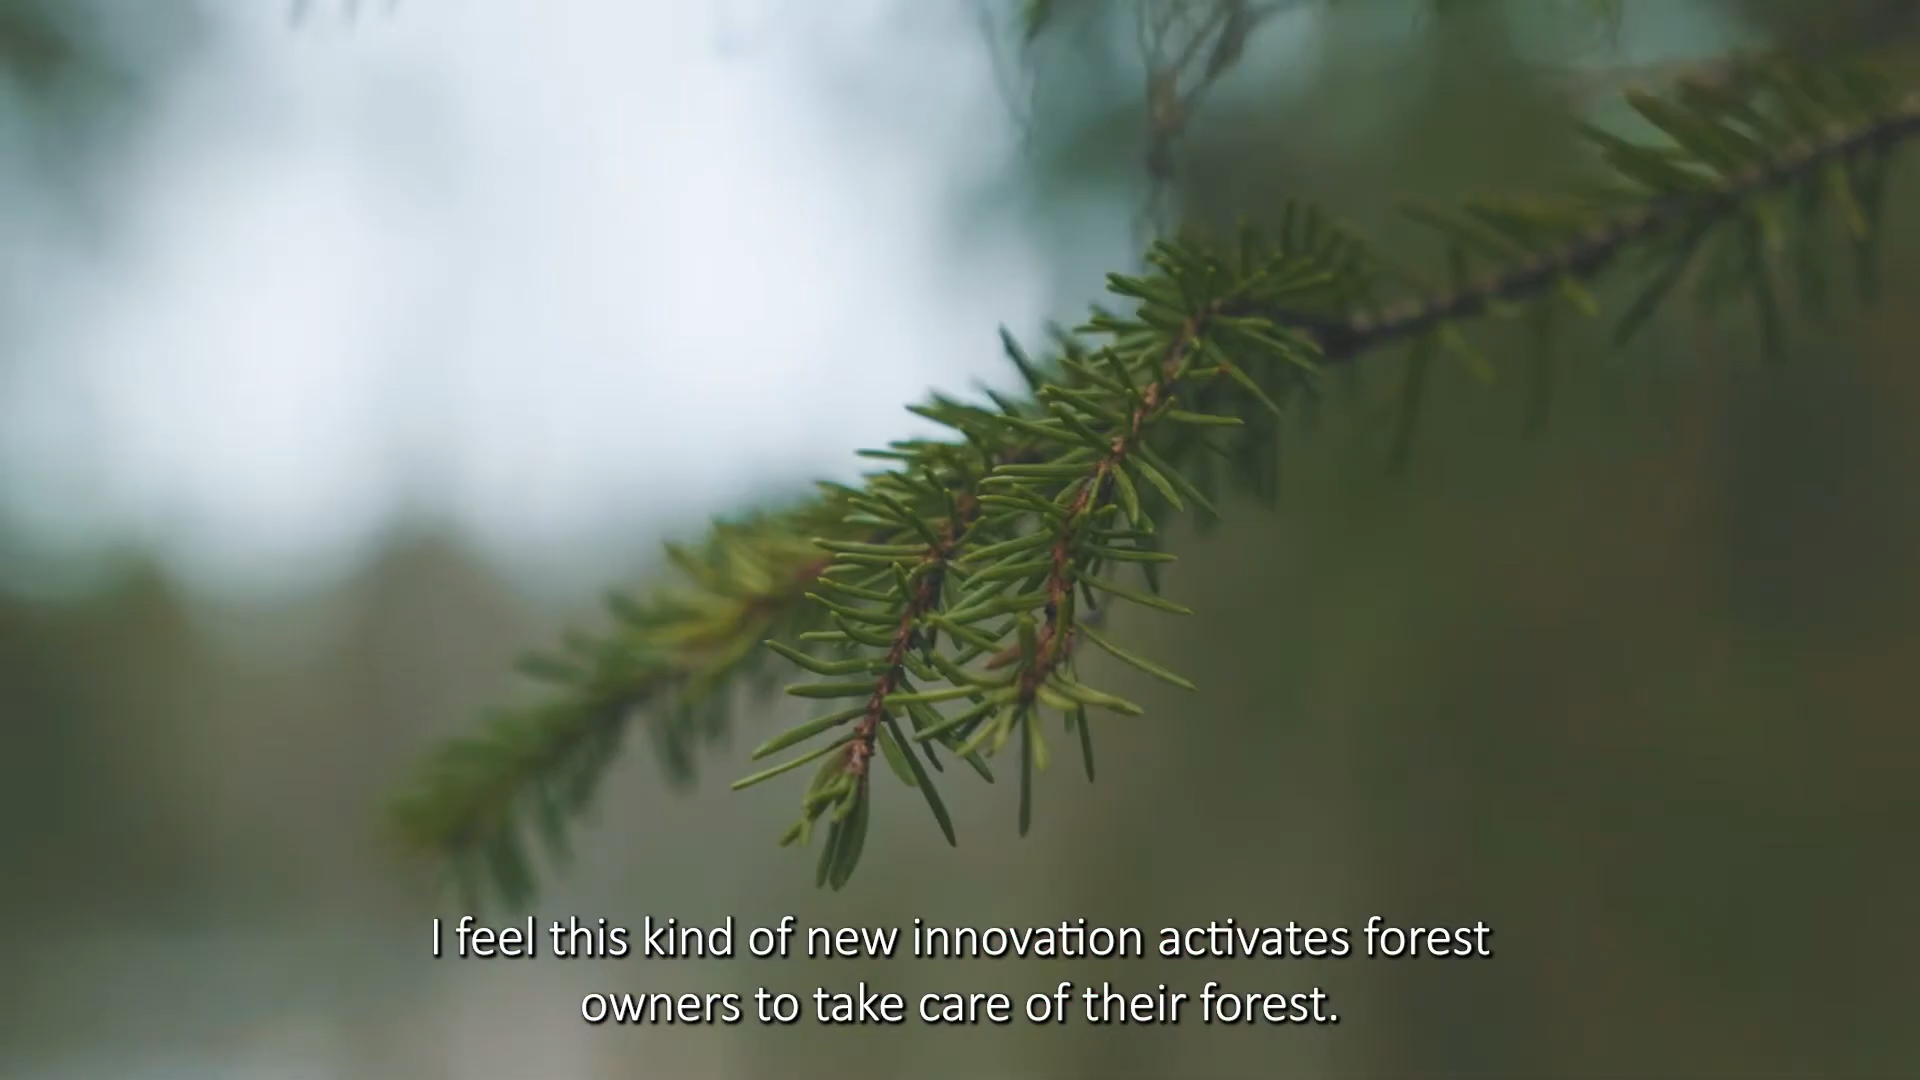 I feel this kind of new innovation activates forest
owners to take care of their forest.